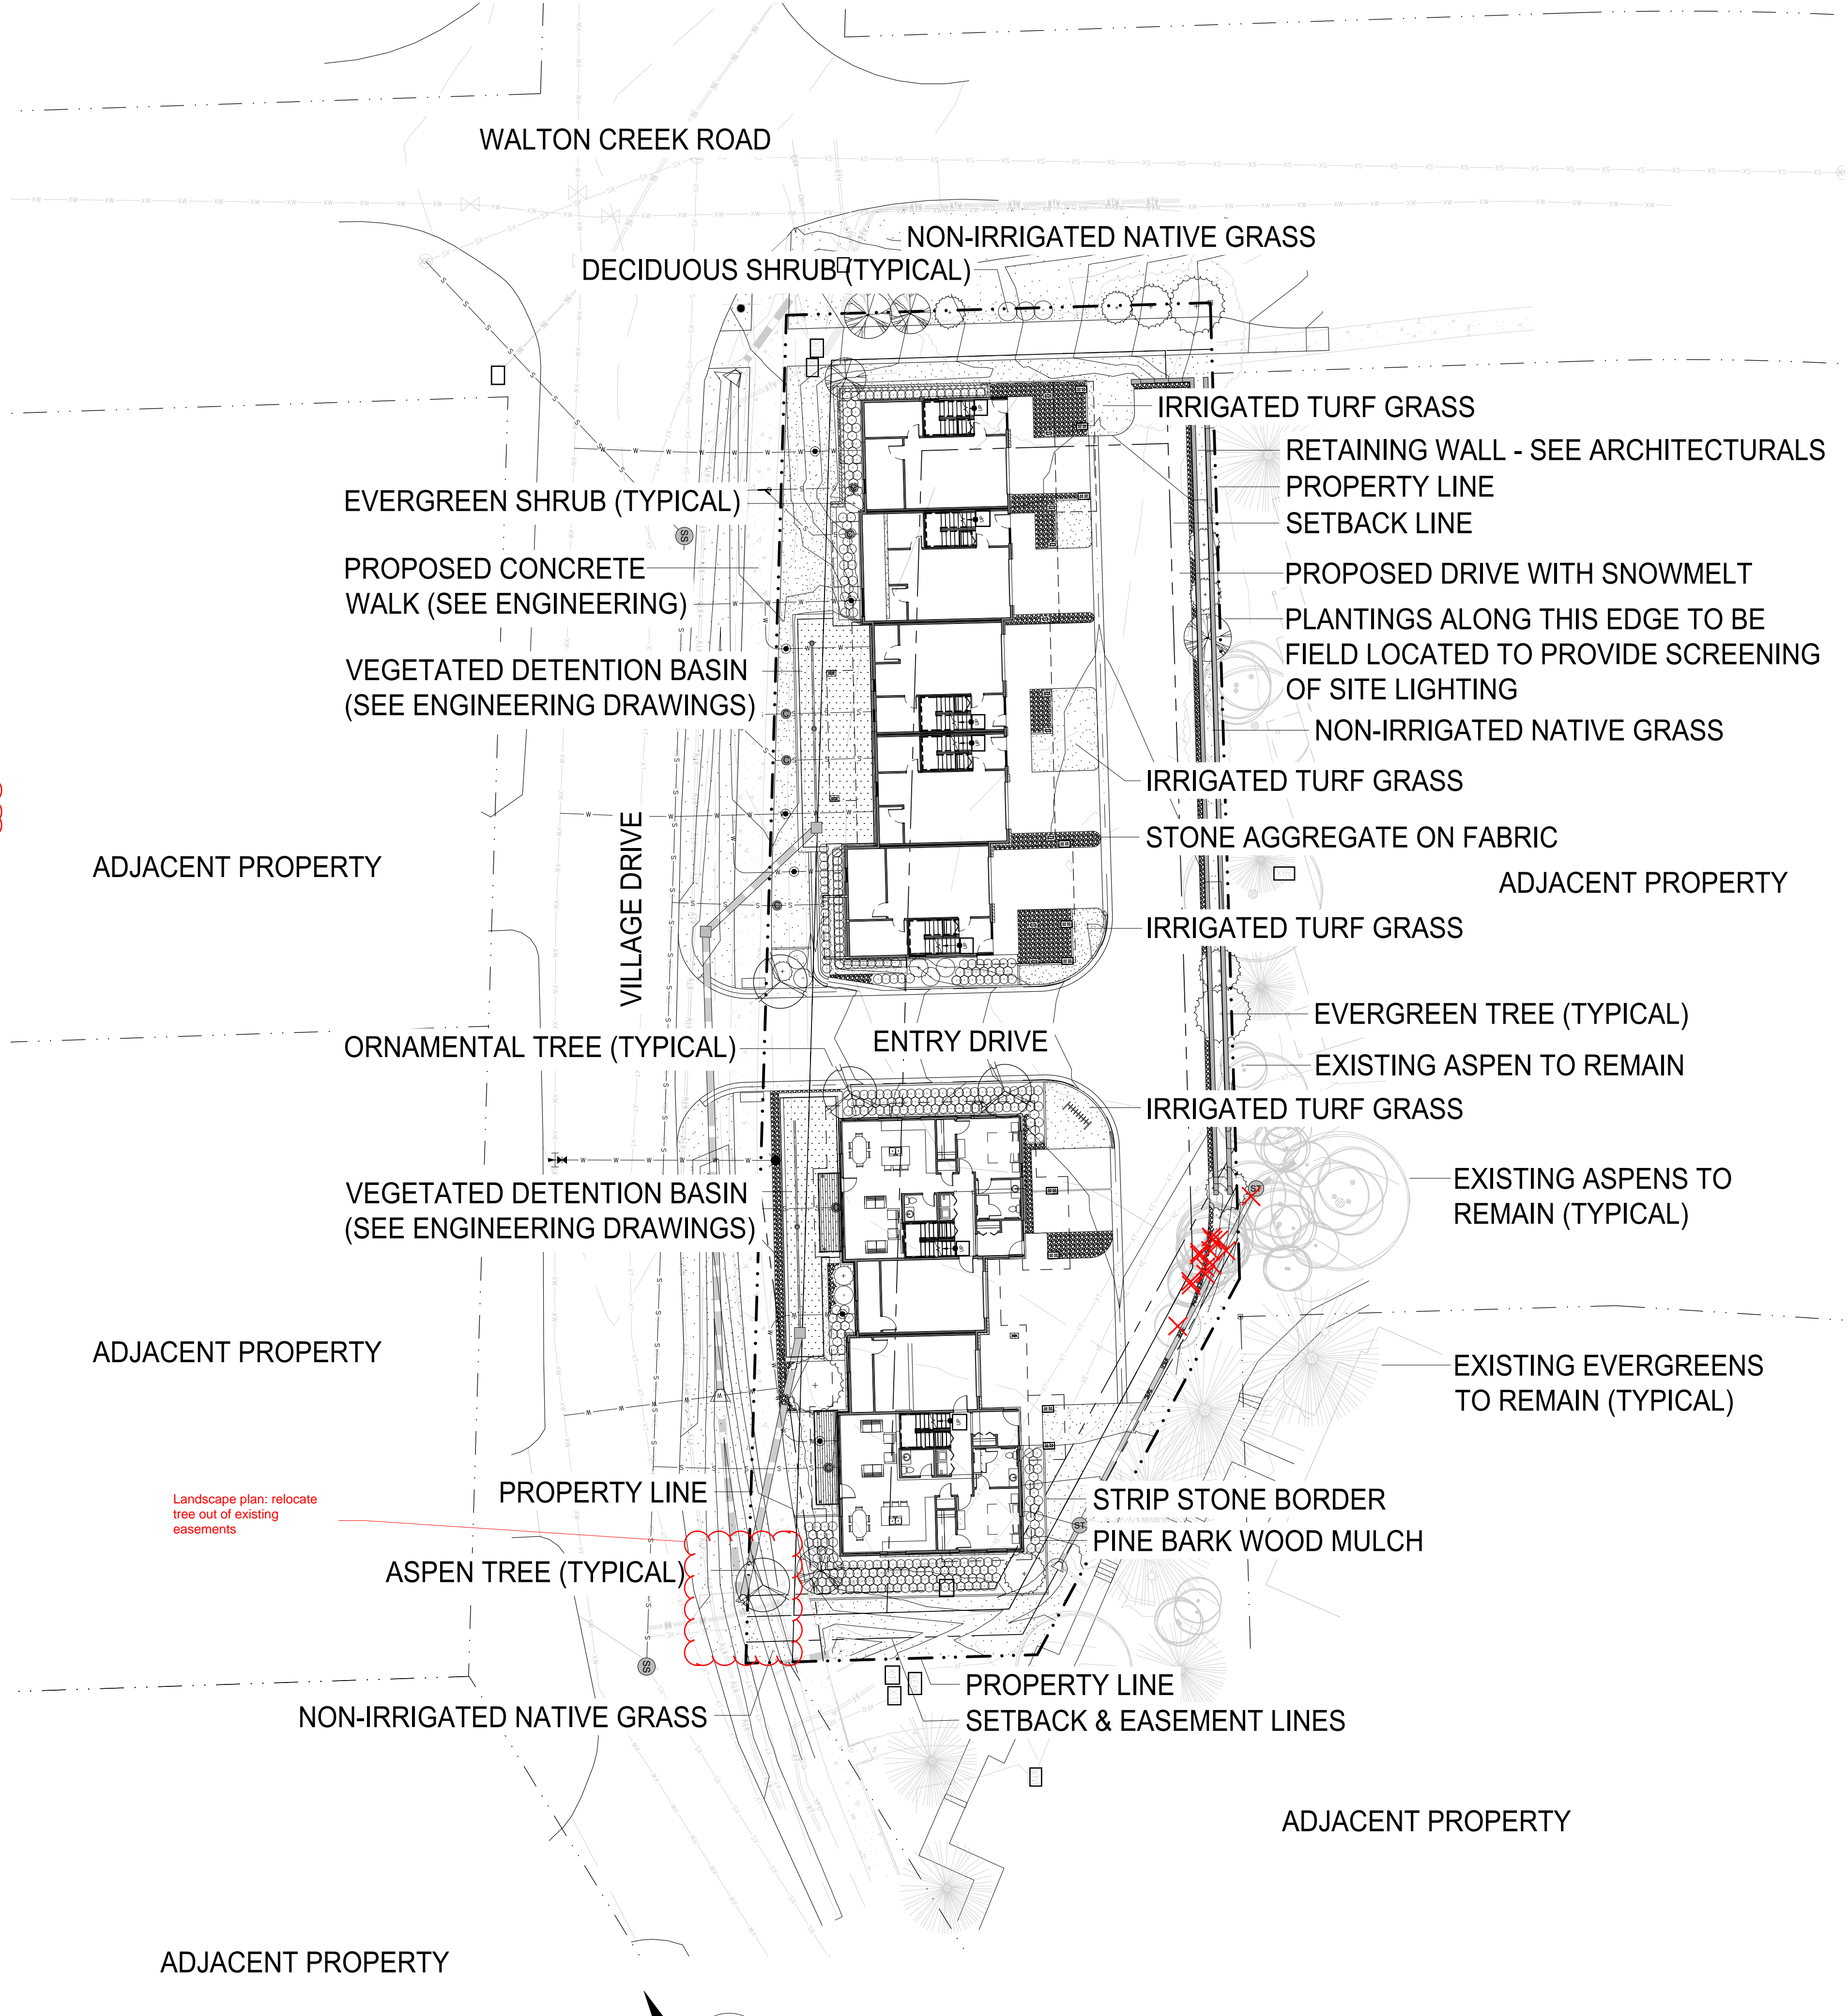 WALTON CREEK ROAD
NON-IRRIGATED NATIVE GRASS
DECIDUOUS SHRUB (TYPICAL)
IRRIGATED TURF GRASS
RETAINING WALL - SEE ARCHITECTURALS
PROPERTY LINE
SETBACK LINE
EVERGREEN SHRUB (TYPICAL)
PROPOSED CONCRETE
WALK (SEE ENGINEERING)
PROPOSED DRIVE WITH SNOWMELT
PLANTINGS ALONG THIS EDGE TO BE
FIELD LOCATED TO PROVIDE SCREENING
OF SITE LIGHTING
VEGETATED DETENTION BASIN
(SEE ENGINEERING DRAWINGS)
NON-IRRIGATED NATIVE GRASS
IRRIGATED TURF GRASS
STONE AGGREGATE ON FABRIC
VILLAGE DRIVE
ADJACENT PROPERTY
ADJACENT PROPERTY
IRRIGATED TURF GRASS
EVERGREEN TREE (TYPICAL)
ORNAMENTAL TREE (TYPICAL)
ENTRY DRIVE
EXISTING ASPEN TO REMAIN
IRRIGATED TURF GRASS
VEGETATED DETENTION BASIN
(SEE ENGINEERING DRAWINGS)
EXISTING ASPENS TO
REMAIN (TYPICAL)
ADJACENT PROPERTY
EXISTING EVERGREENS
TO REMAIN (TYPICAL)
Landscape plan: relocate
tree out of existing
easements
PROPERTY LINE
STRIP STONE BORDER
PINE BARK WOOD MULCH
ASPEN TREE (TYPICAL)
PROPERTY LINE
SETBACK & EASEMENT LINES
NON-IRRIGATED NATIVE GRASS
ADJACENT PROPERTY
ADJACENT PROPERTY
SS
SS
ST
ST